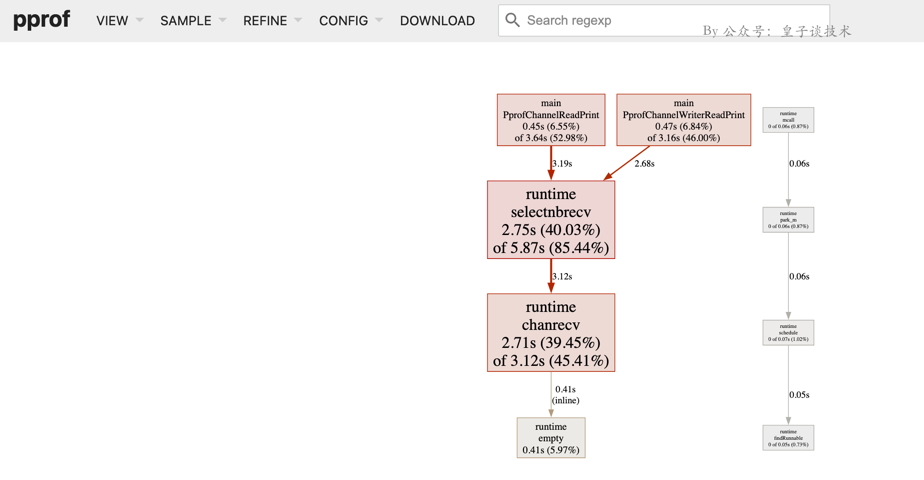 pprof VIEW SAMPLE REFINE CONFIG DOWNLOAD Search regexp
By 公众号：皇子谈技术
main
PprofChannelReadPrint
0.45s (6.55%)
of 3.64s (52.98%)
main
PprofChannelWriterReadPrint
0.47s (6.84%)
of 3.16s (46.00%)
runtime
mcall
0 of 0.06s (0.87%)
3.19s
2.68s
0.06s
runtime
selectnbrecv
2.75s (40.03%)
of 5.87s (85.44%)
runtime
park_m
0 of 0.06s (0.87%)
3.12s
0.06s
runtime
chanrecv
2.71s (39.45%)
of 3.12s (45.41%)
runtime
schedule
0 of 0.07s (1.02%)
0.41s
(inline)
0.05s
runtime
empty
0.41s (5.97%)
runtime
findRunnable
0 of 0.05s (0.73%)